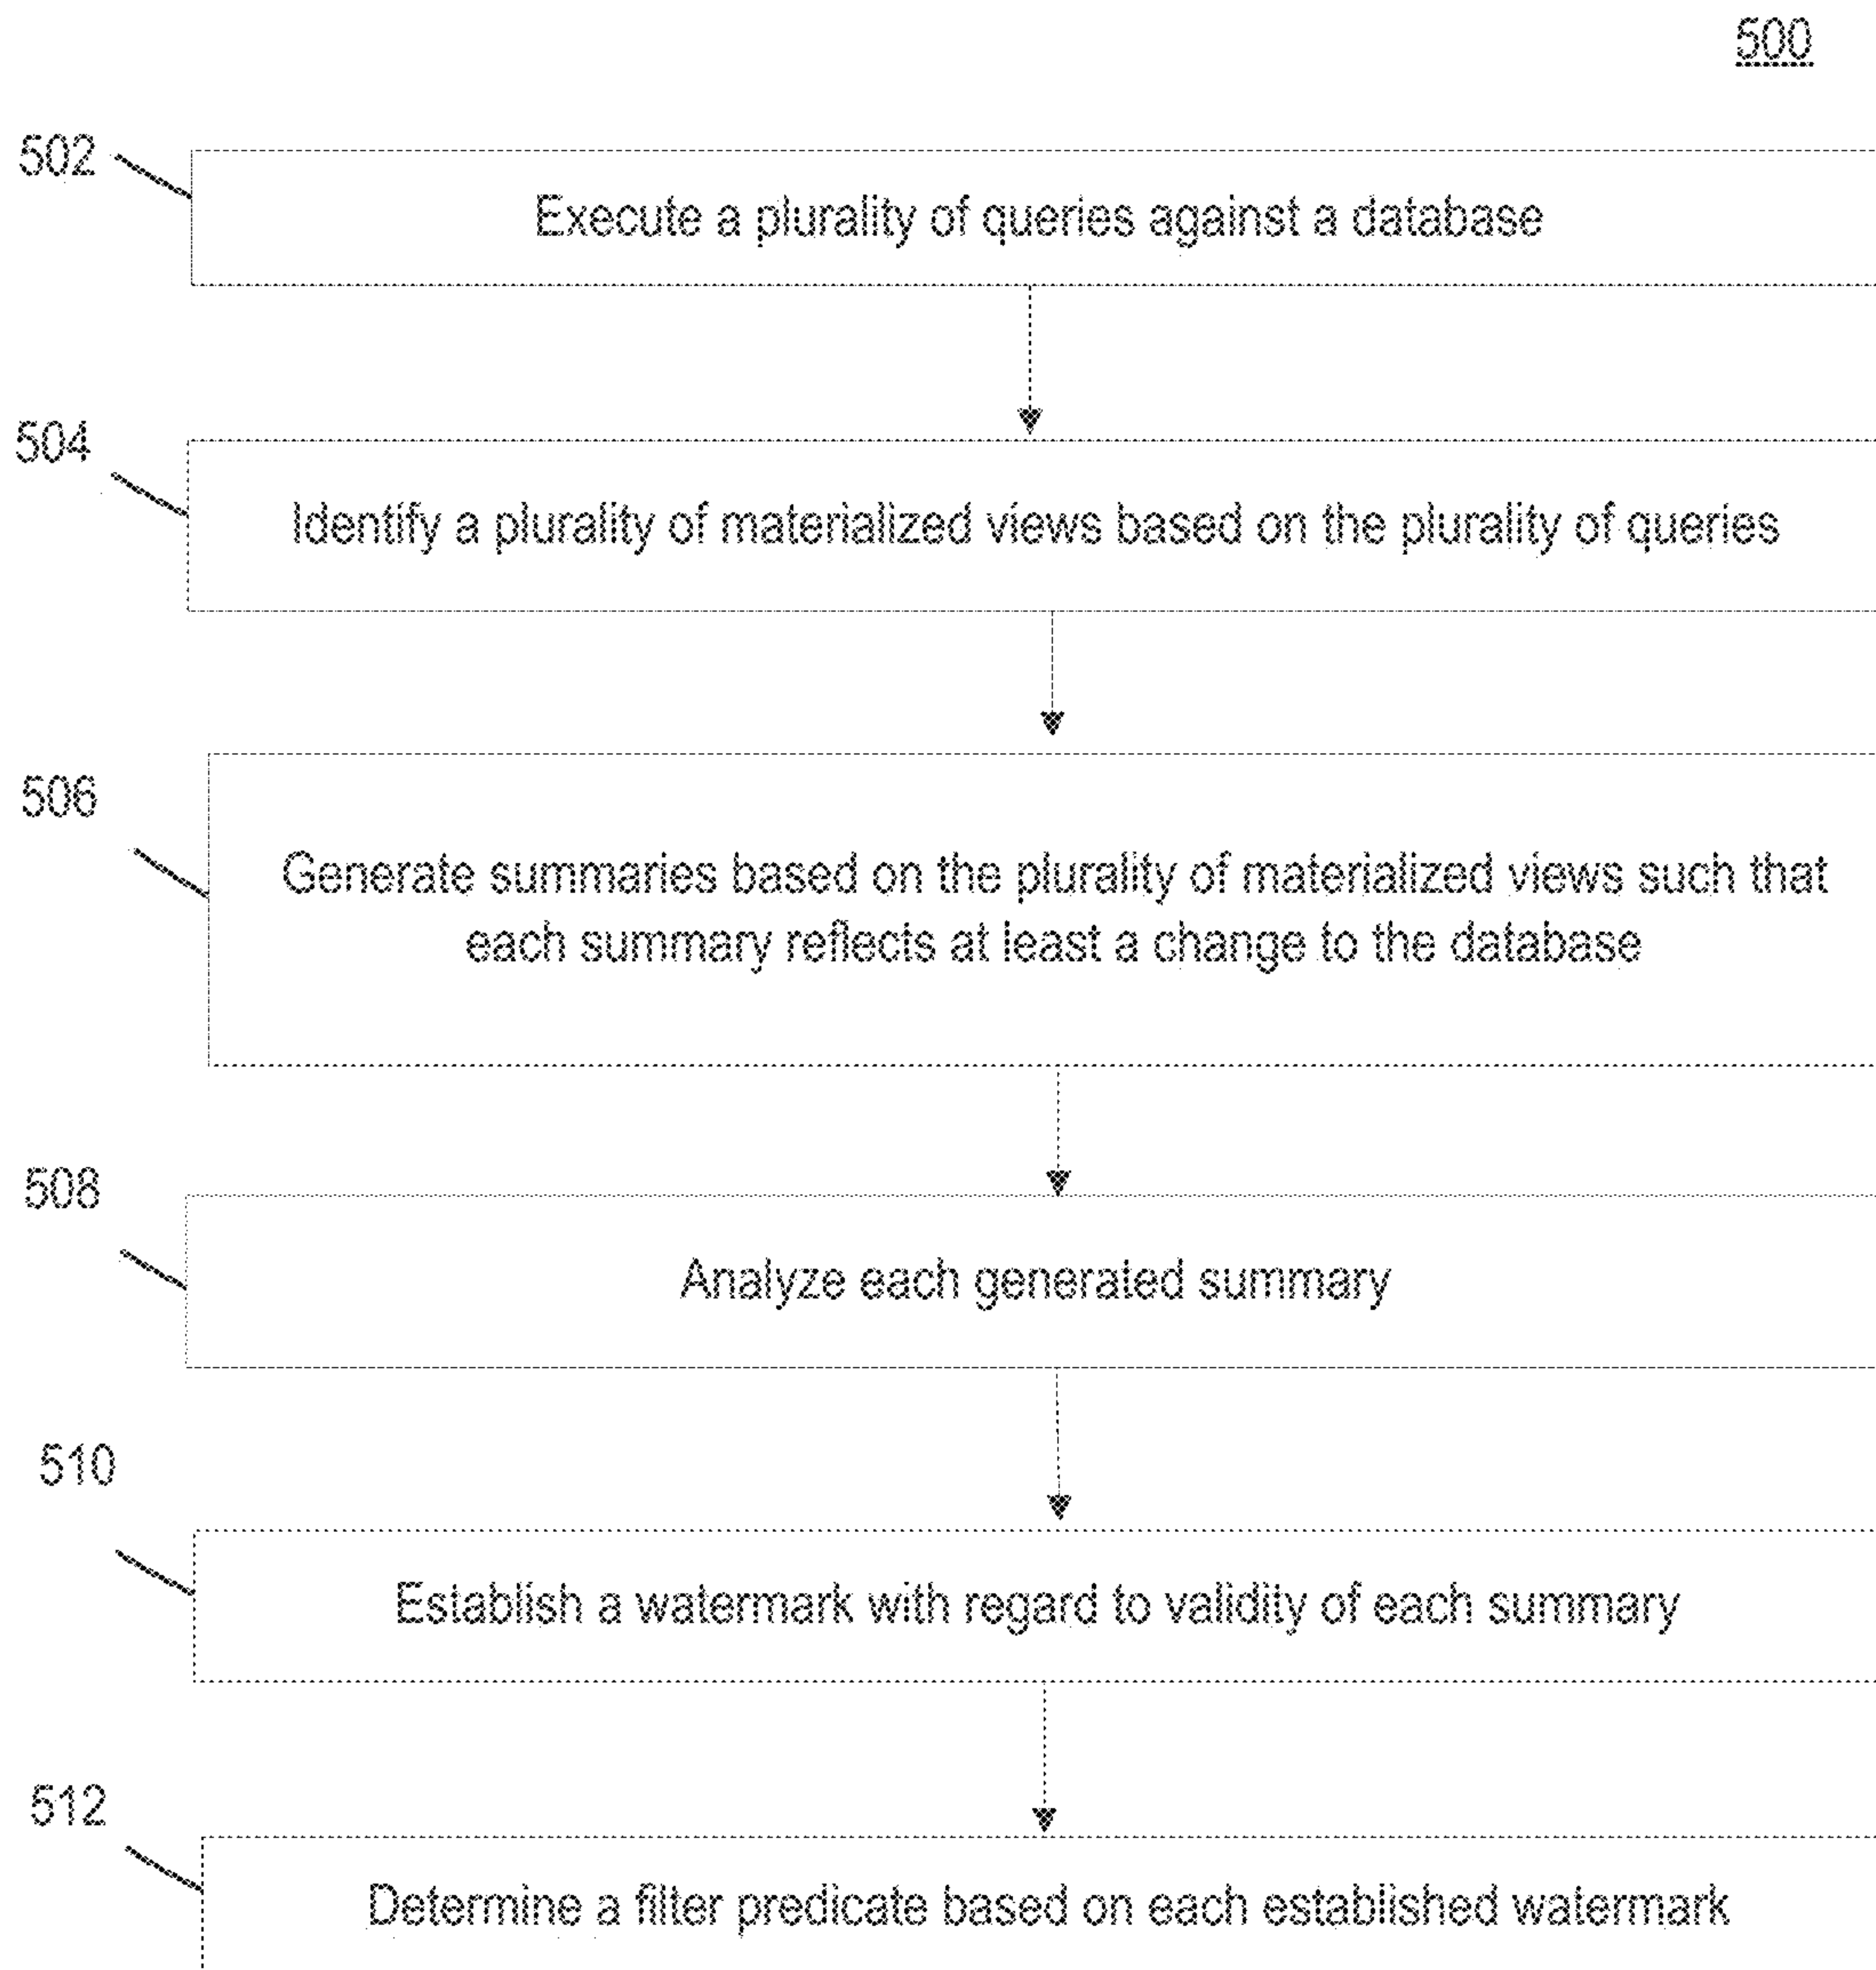 500
502
Execute a plurality of queries against a database
504
Identify a plurality of materialized views based on the plurality of queries
506
Generate summaries based on the plurality of materialized views such that
each summary reflects at least a change to the database
508
Analyze each generated summary
510
Establish a watermark with regard to validity of each summary
512
Determine a filter predicate based on each established watermark